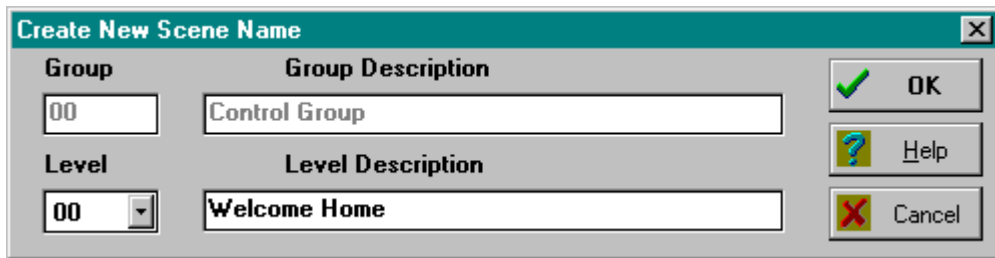 Create New Scene Name
Group Group Description
00 Control Group
Level Level Description
00 Welcome Home
OK
Help
Cancel